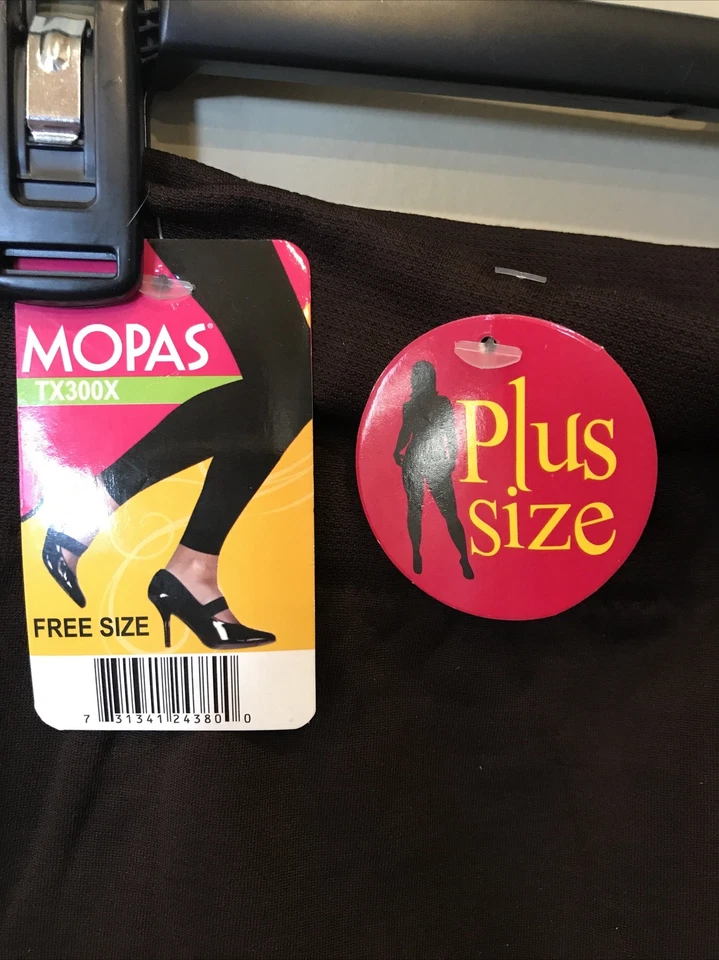 MOPAS®
TX300X
FREE SIZE
7 31341 24380 0
Plus
size